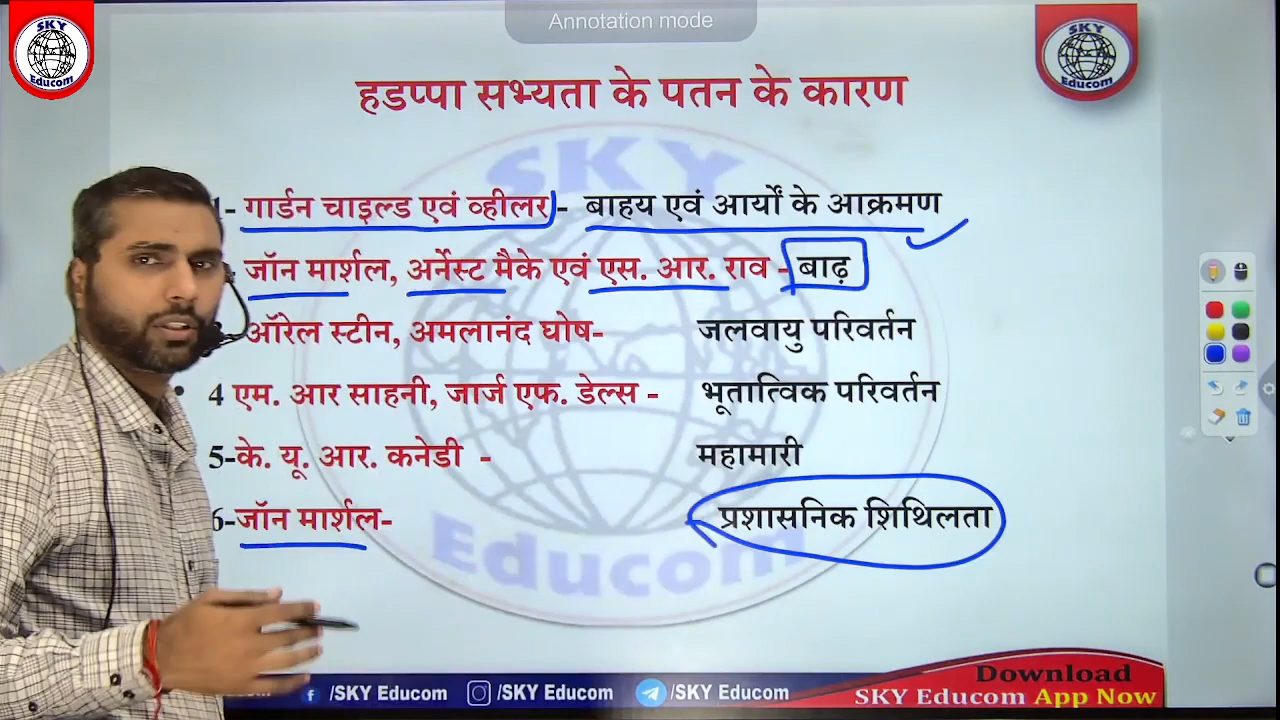 SKY
Educom
Annotation mode
SKY
Educom
हडप्पा सभ्यता के पतन के कारण
SKY
1- गार्डन चाइल्ड एवं व्हीलर - बाहय एवं आर्यों के आक्रमण
जॉन मार्शल, अर्नेस्ट मैके एवं एस. आर. राव - बाढ़
ऑरेल स्टीन, अमलानंद घोष- जलवायु परिवर्तन
4 एम. आर साहनी, जार्ज एफ. डेल्स - भूतात्विक परिवर्तन
5-के. यू. आर. कनेडी - महामारी
6-जॉन मार्शल- प्रशासनिक शिथिलता
Educom
/SKY Educom /SKY Educom /SKY Educom
Download
SKY Educom App Now